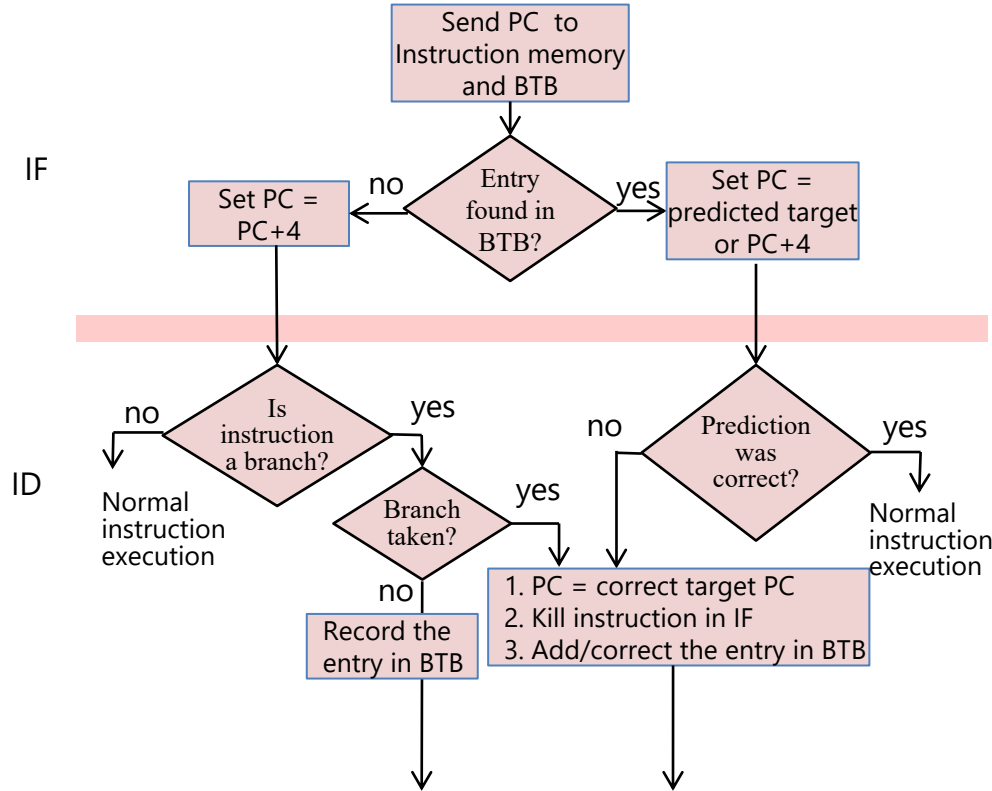 Send PC to
Instruction memory
and BTB
IF
Entry
found in
BTB?
no
yes
Set PC =
PC+4
Set PC =
predicted target
or PC+4
ID
Is
instruction
a branch?
no
yes
Normal
instruction
execution
Branch
taken?
yes
no
Record the
entry in BTB
Prediction
was
correct?
no
yes
Normal
instruction
execution
1. PC = correct target PC
2. Kill instruction in IF
3. Add/correct the entry in BTB